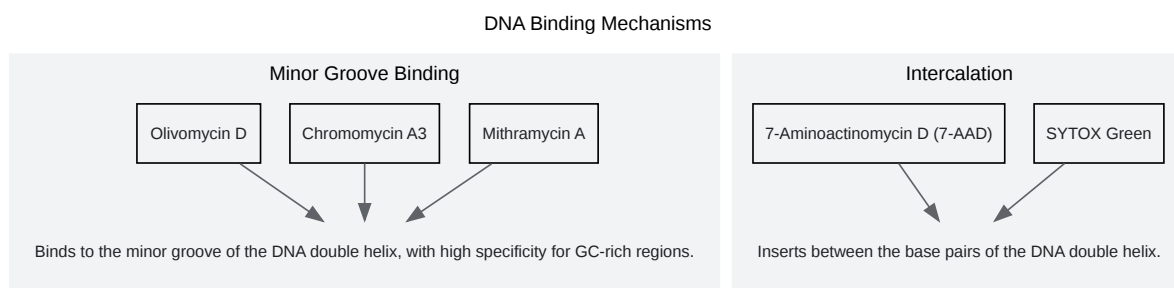 DNA Binding Mechanisms
Minor Groove Binding
Olivomycin D
Chromomycin A3
Mithramycin A
Binds to the minor groove of the DNA double helix, with high specificity for GC-rich regions.
Intercalation
7-Aminoactinomycin D (7-AAD)
SYTOX Green
Inserts between the base pairs of the DNA double helix.